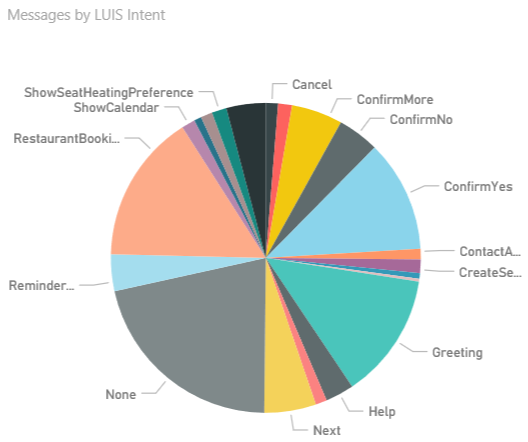 Messages by LUIS Intent
Cancel
ShowSeatHeatingPreference
ConfirmMore
ShowCalendar
ConfirmNo
RestaurantBooki...
ConfirmYes
ContactA...
CreateSe...
Reminder...
Greeting
None
Help
Next